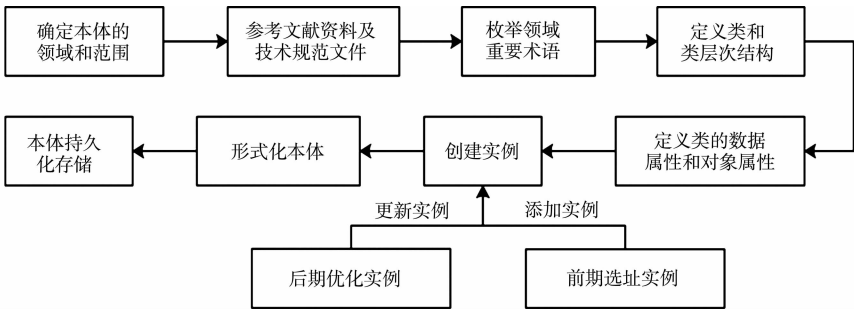 确定本体的
领域和范围
参考文献资料及
技术规范文件
枚举领域
重要术语
定义类和
类层次结构
本体持久
化存储
形式化本体
创建实例
定义类的数据
属性和对象属性
更新实例
添加实例
后期优化实例
前期选址实例